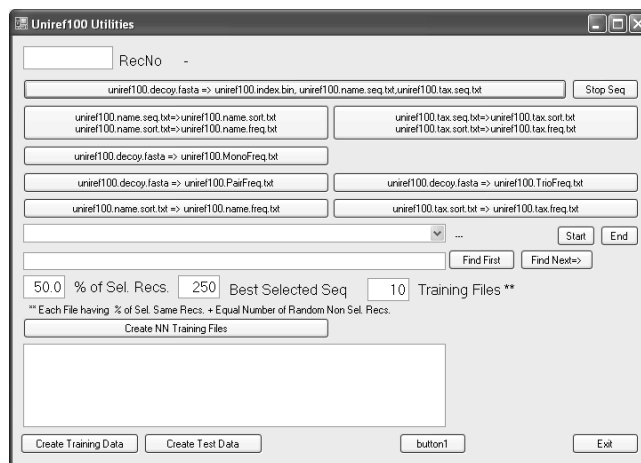 Uniref100 Utilities
RecNo -
uniref100.decoy.fasta => uniref100.index.bin, uniref100.name.seq.txt,uniref100.tax.seq.txt Stop Seq
uniref100.name.seq.txt=>uniref100.name.sort.txt uniref100.tax.seq.txt=>uniref100.tax.sort.txt
uniref100.name.sort.txt=>uniref100.name.freq.txt uniref100.tax.sort.txt=>uniref100.tax.freq.txt
uniref100.decoy.fasta => uniref100.MonoFreq.txt
uniref100.decoy.fasta => uniref100.PairFreq.txt uniref100.decoy.fasta => uniref100.TrioFreq.txt
uniref100.name.sort.txt => uniref100.name.freq.txt uniref100.tax.sort.txt => uniref100.tax.freq.txt
... Start End
Find First Find Next=>
50.0 % of Sel. Recs. 250 Best Selected Seq 10 Training Files **
** Each File having % of Sel. Same Recs. + Equal Number of Random Non Sel. Recs.
Create NN Training Files
Create Training Data Create Test Data button1 Exit